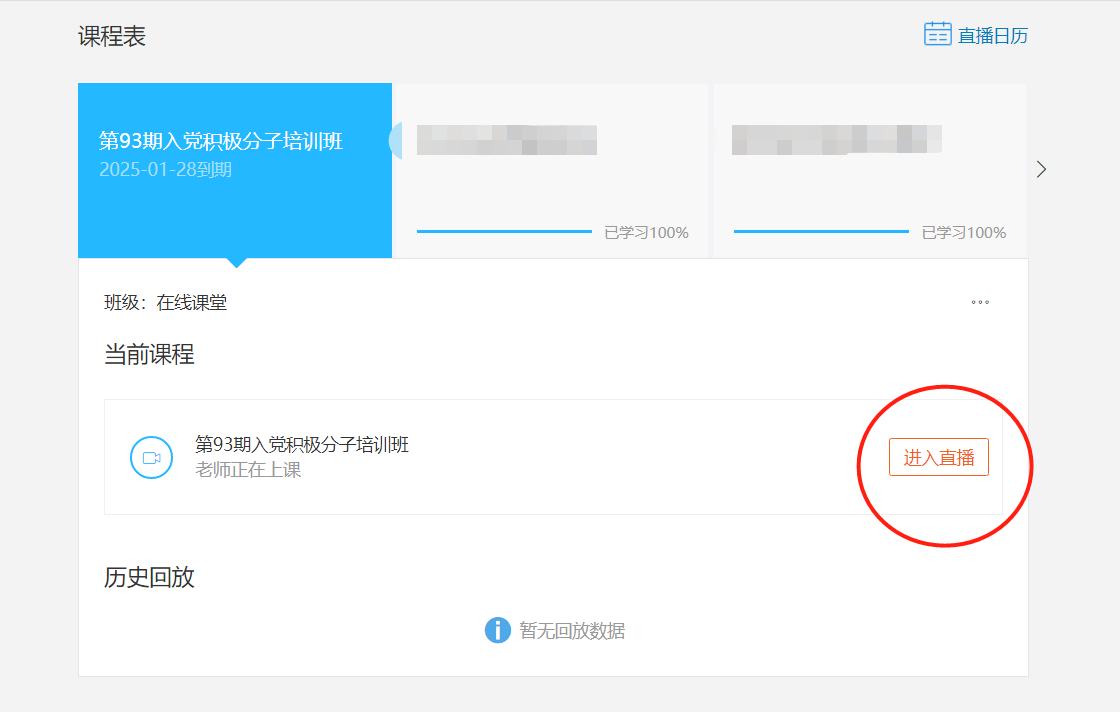 课程表
直播日历
第93期入党积极分子培训班
2025-01-28到期
已学习100%
已学习100%
班级：在线课堂
当前课程
第93期入党积极分子培训班
老师正在上课
进入直播
历史回放
暂无回放数据